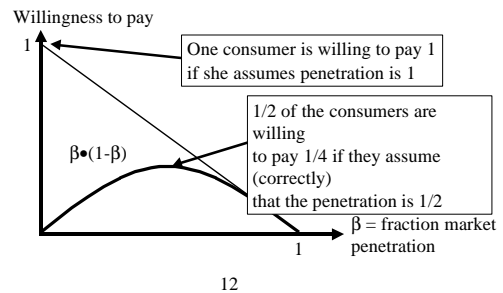 Willingness to pay
1
One consumer is willing to pay 1
if she assumes penetration is 1
1/2 of the consumers are
willing
to pay 1/4 if they assume
(correctly)
that the penetration is 1/2
β•(1-β)
β = fraction market
penetration
1
12